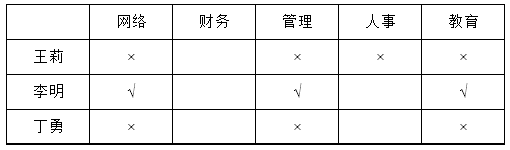 网络 财务 管理 人事 教育
王莉 × × × ×
李明 √ √ √
丁勇 × × ×